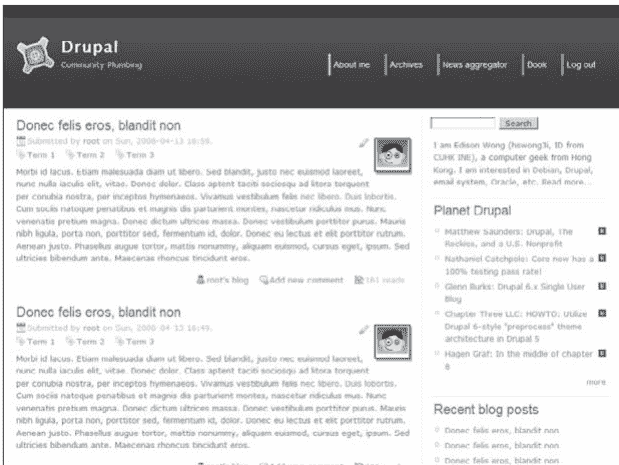 Drupal
Community Plumbing
About me
Archives
News aggregator
Book
Log out
Donec felis eros, blandit non
Submitted by root on Sun, 2008-04-13 16:59.
Term 1 Term 2 Term 3
Morbi id lacus. Etiam malesuada diam ut libero. Sed blandit, justo nec euismod laoreet,
nunc nulla iaculis elit, vitae. Donec dolor. Class aptent taciti sociosqu ad litora torquent
per conubia nostra, per inceptos hymenaeos. Vivamus vestibulum felis nec libero. Duis lobortis.
Cum sociis natoque penatibus et magnis dis parturient montes, nascetur ridiculus mus. Nunc
venenatis pretium magna. Donec dictum ultrices massa. Donec vestibulum porttitor purus. Mauris
nibh ligula, porta non, porttitor sed, fermentum id, dolor. Donec eu lectus et elit porttitor rutrum.
Aenean justo. Phasellus augue tortor, mattis nonummy, aliquam euismod, cursus eget, ipsum. Sed
ultricies bibendum ante. Maecenas rhoncus tincidunt eros.
root's blog Add new comment 161 reads
Donec felis eros, blandit non
Submitted by root on Sun, 2008-04-13 16:49.
Term 1 Term 2 Term 3
Morbi id lacus. Etiam malesuada diam ut libero. Sed blandit, justo nec euismod laoreet,
nunc nulla iaculis elit, vitae. Donec dolor. Class aptent taciti sociosqu ad litora torquent
per conubia nostra, per inceptos hymenaeos. Vivamus vestibulum felis nec libero. Duis lobortis.
Cum sociis natoque penatibus et magnis dis parturient montes, nascetur ridiculus mus. Nunc
venenatis pretium magna. Donec dictum ultrices massa. Donec vestibulum porttitor purus. Mauris
nibh ligula, porta non, porttitor sed, fermentum id, dolor. Donec eu lectus et elit porttitor rutrum.
Aenean justo. Phasellus augue tortor, mattis nonummy, aliquam euismod, cursus eget, ipsum. Sed
ultricies bibendum ante. Maecenas rhoncus tincidunt eros.
Search
I am Edison Wong (hswong3i, ID from
CUHK INE), a computer geek from Hong
Kong. I am interested in Debian, Drupal,
email system, Oracle, etc. Read more...
Planet Drupal
Matthew Saunders: Drupal, The
Rockies, and a U.S. Nonprofit
Nathaniel Catchpole: Core now has a
100% testing pass rate!
Glenn Burks: Drupal 6.x Single User
Blog
Chapter Three LLC: HOWTO: Utilize
Drupal 6-style "preprocess" theme
architecture in Drupal 5
Hagen Graf: In the middle of chapter
6
more
Recent blog posts
Donec felis eros, blandit non
Donec felis eros, blandit non
Donec felis eros, blandit non